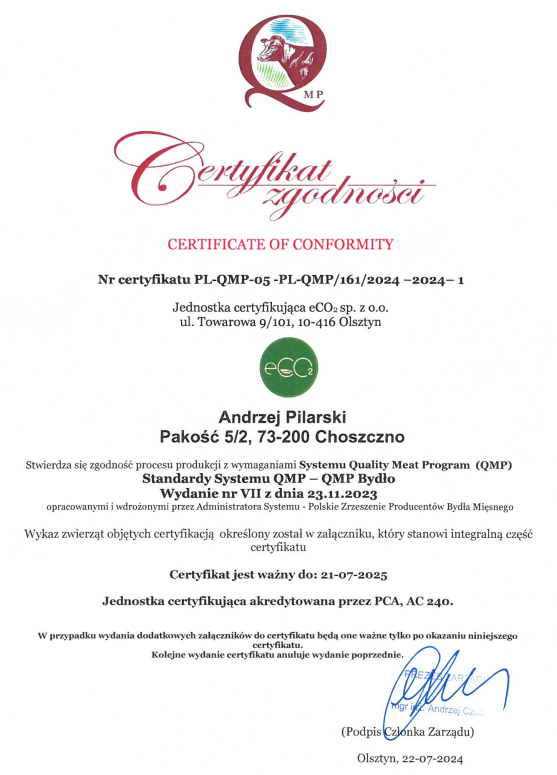 Q MP
Certyfikat
zgodności
CERTIFICATE OF CONFORMITY
Nr certyfikatu PL-QMP-05 -PL-QMP/161/2024 –2024– 1
Jednostka certyfikująca eCO₂ sp. z o.o.
ul. Towarowa 9/101, 10-416 Olsztyn
eCO₂
Andrzej Pilarski
Pakość 5/2, 73-200 Choszczno
Stwierdza się zgodność procesu produkcji z wymaganiami Systemu Quality Meat Program (QMP)
Standardy Systemu QMP – QMP Bydło
Wydanie nr VII z dnia 23.11.2023
opracowanymi i wdrożonymi przez Administratora Systemu - Polskie Zrzeszenie Producentów Bydła Mięsnego
Wykaz zwierząt objętych certyfikacją określony został w załączniku, który stanowi integralną część
certyfikatu
Certyfikat jest ważny do: 21-07-2025
Jednostka certyfikująca akredytowana przez PCA, AC 240.
W przypadku wydania dodatkowych załączników do certyfikatu będą one ważne tylko po okazaniu niniejszego
certyfikatu.
Kolejne wydanie certyfikatu anuluje wydanie poprzednie.
PREZES ZARZĄDU
mgr inż. Andrzej
(Podpis Członka Zarządu)
Olsztyn, 22-07-2024